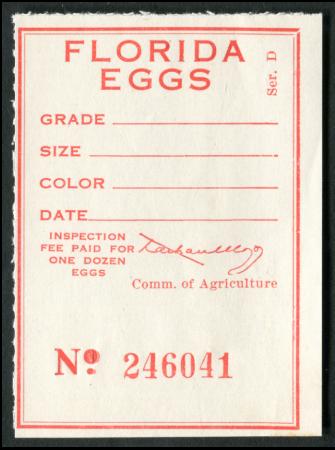 FLORIDA
EGGS
Ser. D
GRADE
SIZE
COLOR
DATE
INSPECTION
FEE PAID FOR
ONE DOZEN
EGGS
Comm. of Agriculture
Nº 246041